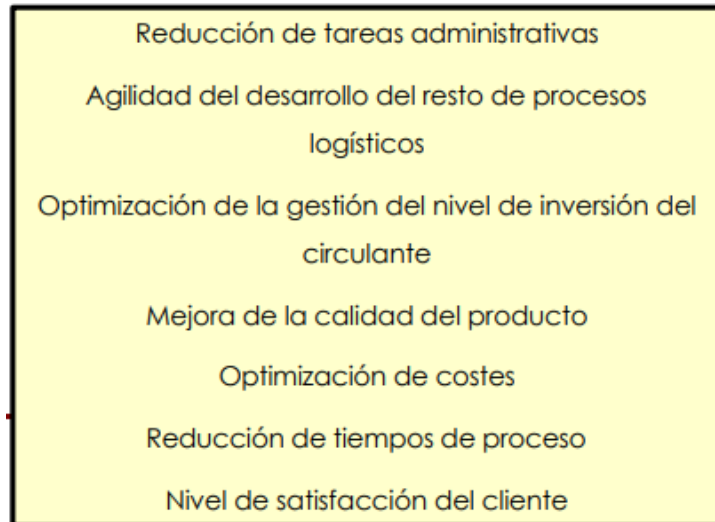 Reducción de tareas administrativas
Agilidad del desarrollo del resto de procesos
logísticos
Optimización de la gestión del nivel de inversión del
circulante
Mejora de la calidad del producto
Optimización de costes
Reducción de tiempos de proceso
Nivel de satisfacción del cliente